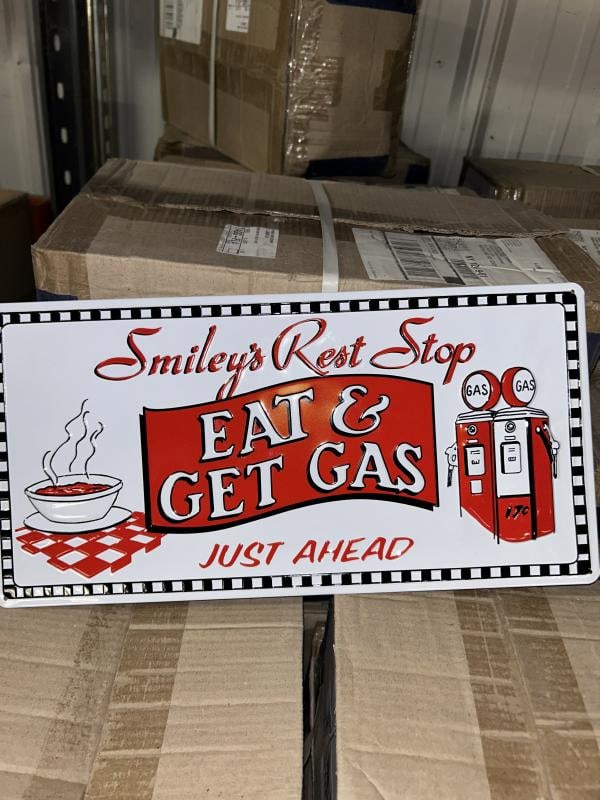 Smiley's Rest Stop
EAT &
GET GAS
JUST AHEAD
GAS
GAS
17¢